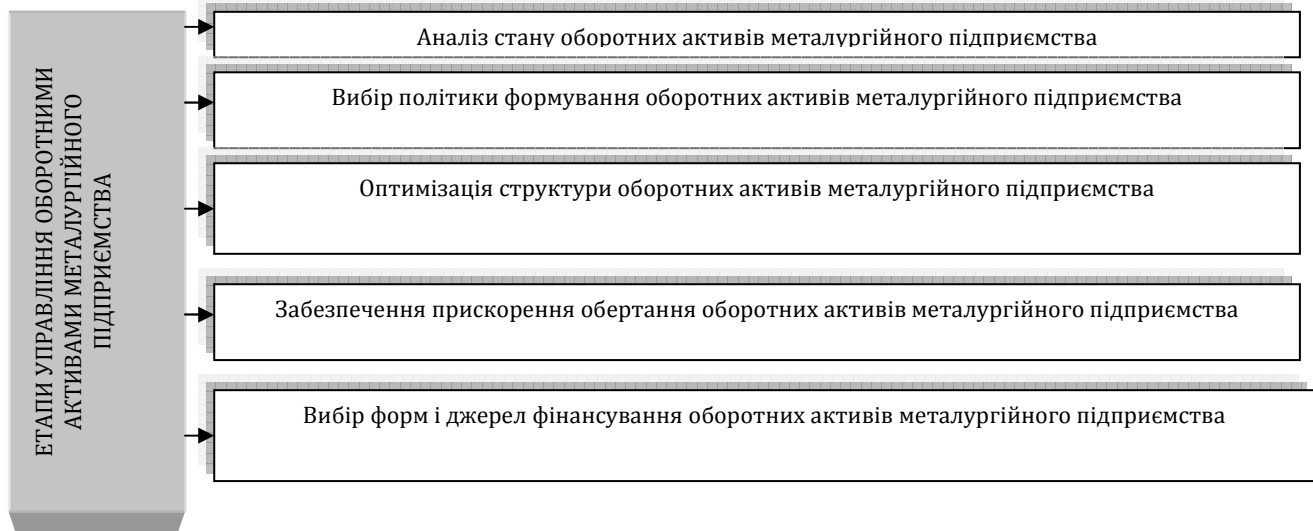 ЕТАПИ УПРАВЛІННЯ ОБОРОТНИМИ
АКТИВАМИ МЕТАЛУРГІЙНОГО
ПІДПРИЄМСТВА
Аналіз стану оборотних активів металургійного підприємства
Вибір політики формування оборотних активів металургійного підприємства
Оптимізація структури оборотних активів металургійного підприємства
Забезпечення прискорення обертання оборотних активів металургійного підприємства
Вибір форм і джерел фінансування оборотних активів металургійного підприємства